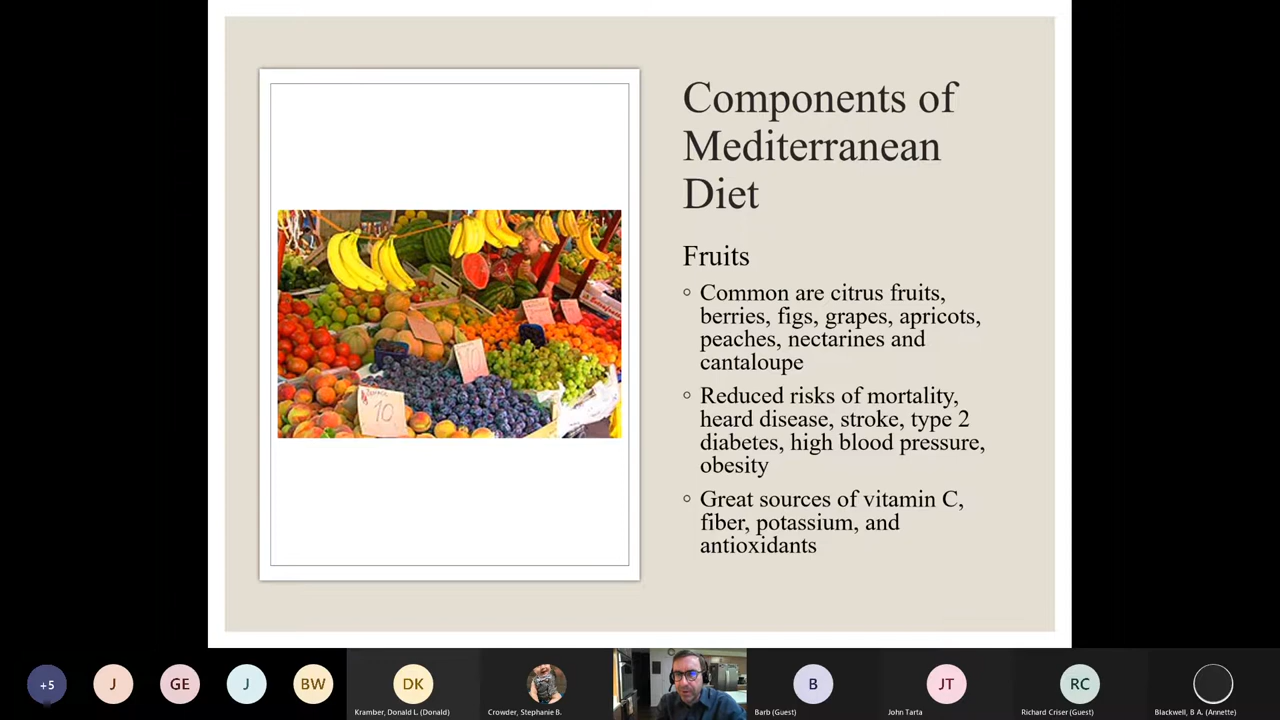 Components of
Mediterranean
Diet
Fruits
◦ Common are citrus fruits,
berries, figs, grapes, apricots,
peaches, nectarines and
cantaloupe
◦ Reduced risks of mortality,
heard disease, stroke, type 2
diabetes, high blood pressure,
obesity
◦ Great sources of vitamin C,
fiber, potassium, and
antioxidants
10
+5
J
GE
J
BW
DK
Kramber, Donald L. (Donald)
Crowder, Stephanie B.
B
Barb (Guest)
JT
John Tarta
RC
Richard Criser (Guest)
Blackwell, B A. (Annette)